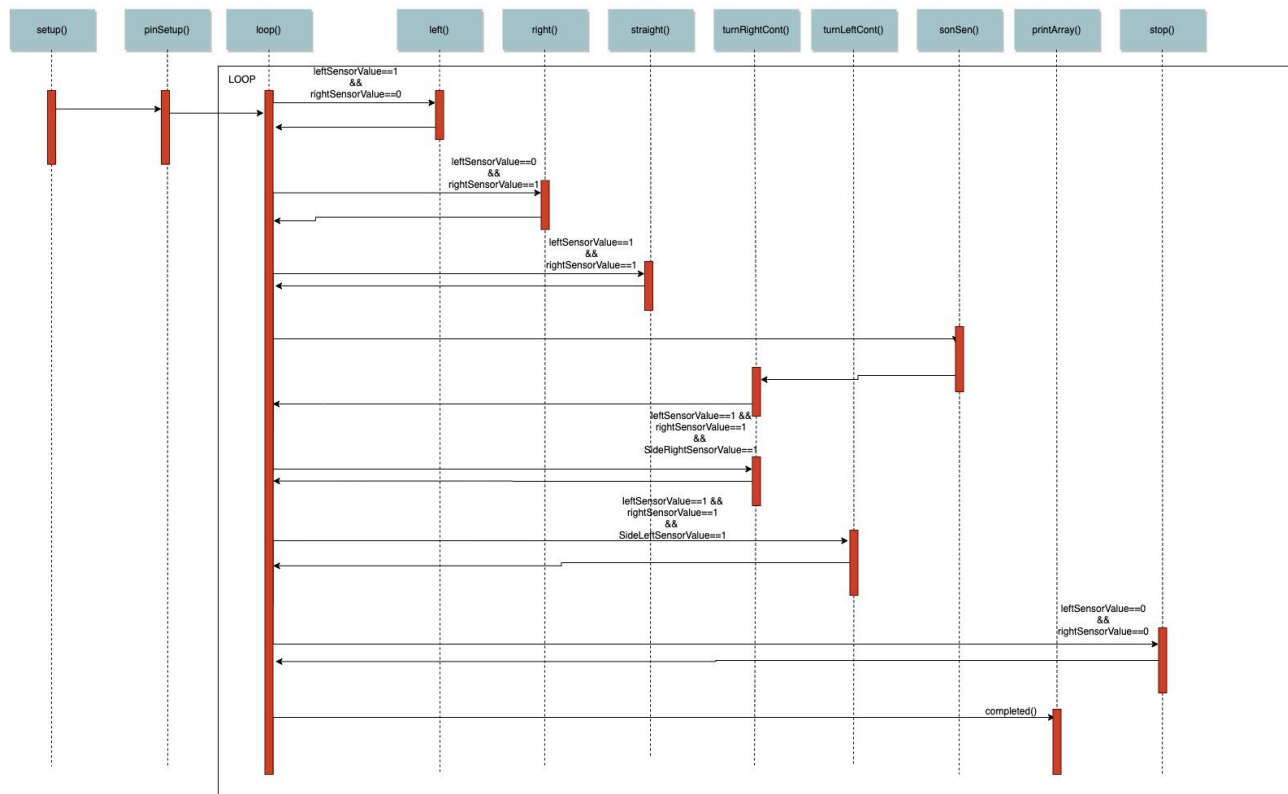 setup()
pinSetup()
loop()
left()
right()
straight()
turnRightCont()
turnLeftCont()
sonSen()
printArray()
stop()
LOOP
leftSensorValue==1
&&
rightSensorValue==0
leftSensorValue==0
&&
rightSensorValue==1
leftSensorValue==1
&&
rightSensorValue==1
leftSensorValue==1 &&
rightSensorValue==1
&&
SideRightSensorValue==1
leftSensorValue==1 &&
rightSensorValue==1
&&
SideLeftSensorValue==1
leftSensorValue==0
&&
rightSensorValue==0
completed()